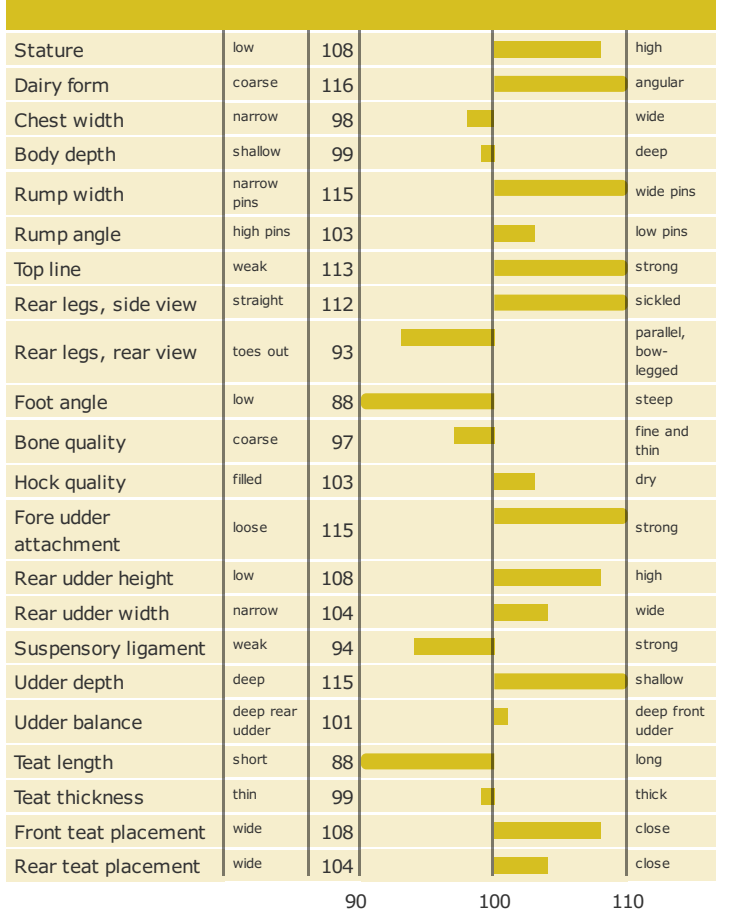 Stature low 108 high
Dairy form coarse 116 angular
Chest width narrow 98 wide
Body depth shallow 99 deep
Rump width narrow pins 115 wide pins
Rump angle high pins 103 low pins
Top line weak 113 strong
Rear legs, side view straight 112 sickled
Rear legs, rear view toes out 93 parallel, bow-legged
Foot angle low 88 steep
Bone quality coarse 97 fine and thin
Hock quality filled 103 dry
Fore udder attachment loose 115 strong
Rear udder height low 108 high
Rear udder width narrow 104 wide
Suspensory ligament weak 94 strong
Udder depth deep 115 shallow
Udder balance deep rear udder 101 deep front udder
Teat length short 88 long
Teat thickness thin 99 thick
Front teat placement wide 108 close
Rear teat placement wide 104 close
90 100 110